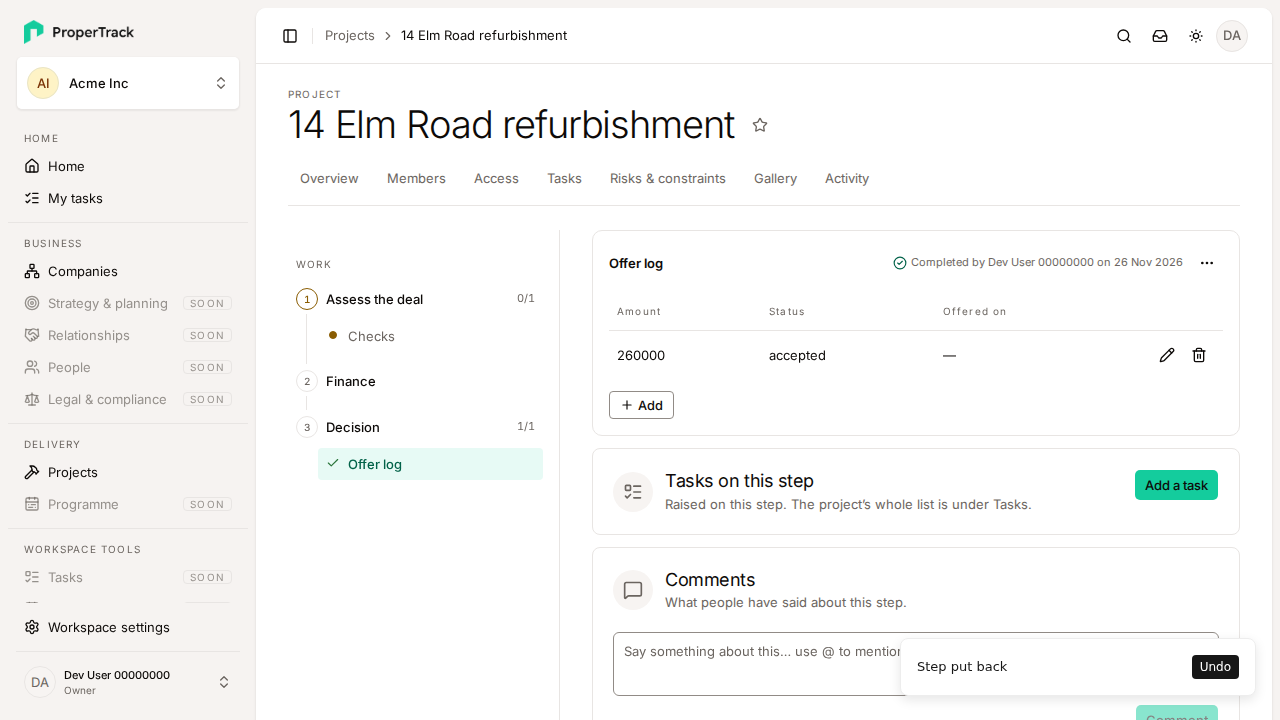 ProperTrack
AI Acme Inc
HOME
Home
My tasks
BUSINESS
Companies
Strategy & planning SOON
Relationships SOON
People SOON
Legal & compliance SOON
DELIVERY
Projects
Programme SOON
WORKSPACE TOOLS
Tasks SOON
Workspace settings
DA Dev User 00000000
Owner
Projects > 14 Elm Road refurbishment
DA
PROJECT
14 Elm Road refurbishment
Overview Members Access Tasks Risks & constraints Gallery Activity
WORK
1 Assess the deal 0/1
Checks
2 Finance
3 Decision 1/1
Offer log
Offer log Completed by Dev User 00000000 on 26 Nov 2026
Amount Status Offered on
260000 accepted —
+ Add
Tasks on this step
Raised on this step. The project's whole list is under Tasks.
Add a task
Comments
What people have said about this step.
Say something about this… use @ to mention
Comment
Step put back Undo